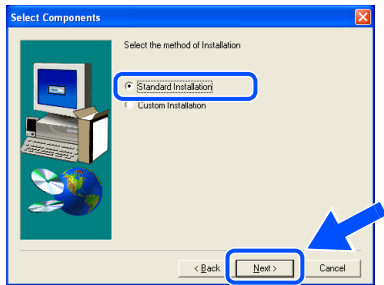 Select Components
Select the method of Installation
Standard Installation
Custom Installation
< Back
Next >
Cancel